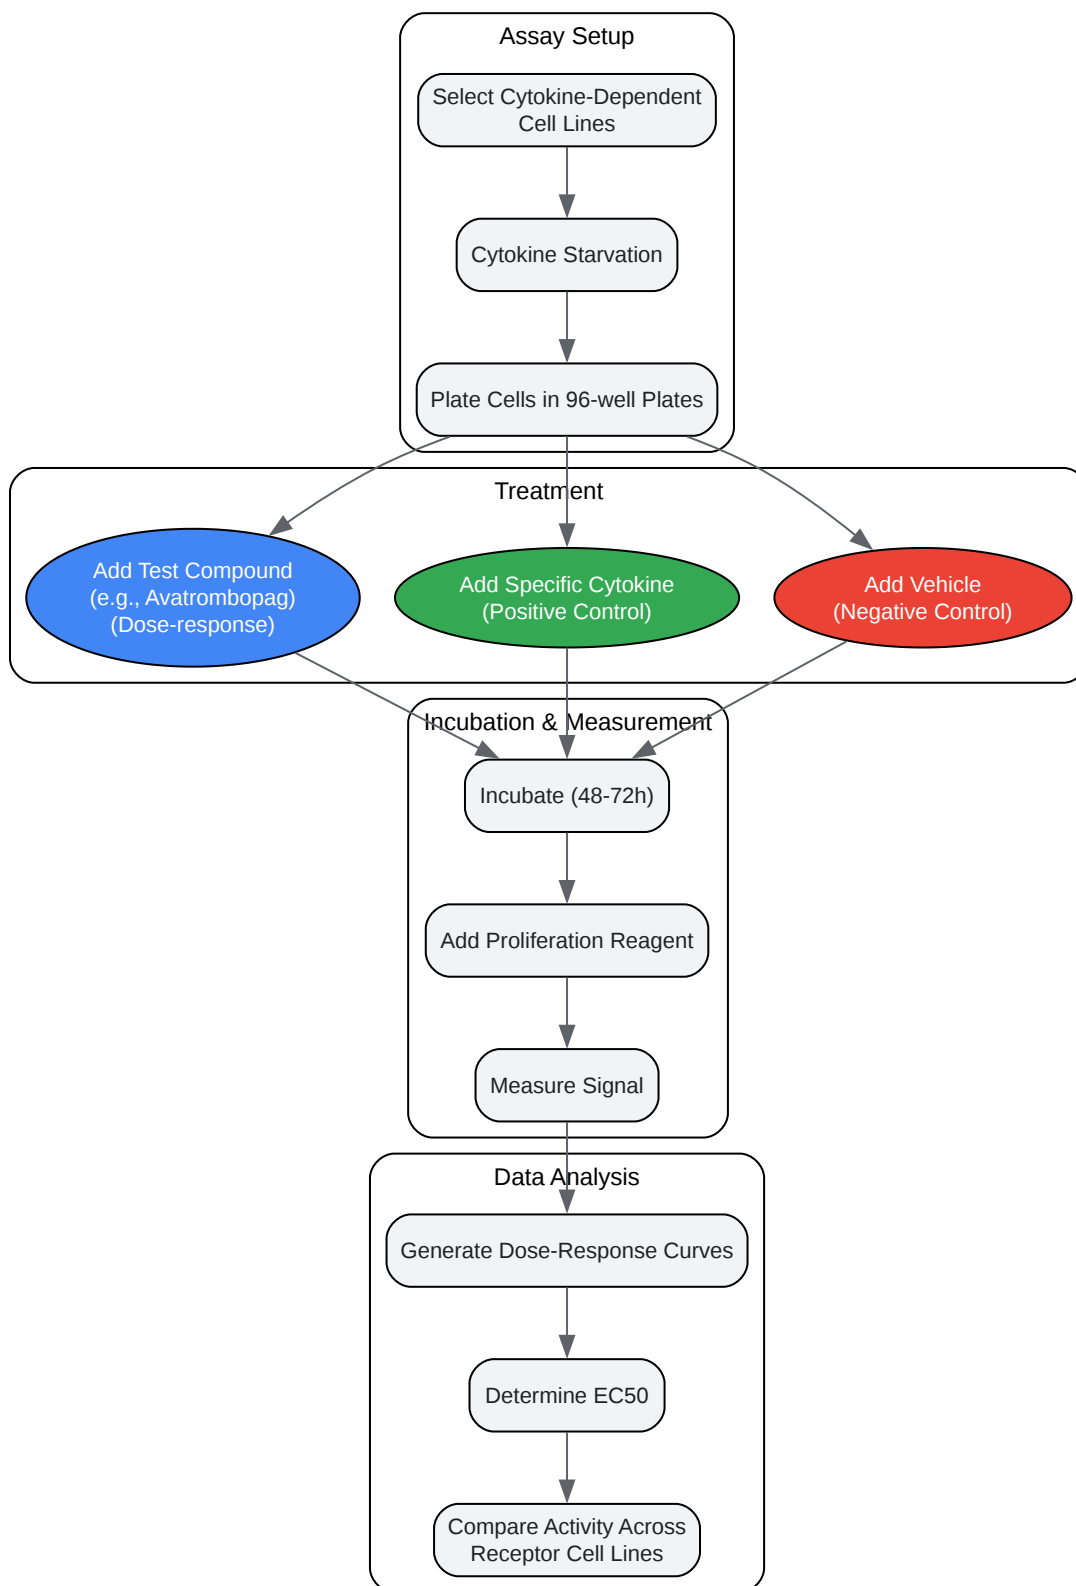 Assay Setup
Select Cytokine-Dependent
Cell Lines
Cytokine Starvation
Plate Cells in 96-well Plates
Treatment
Add Test Compound
(e.g., Avatrombopag)
(Dose-response)
Add Specific Cytokine
(Positive Control)
Add Vehicle
(Negative Control)
Incubation & Measurement
Incubate (48-72h)
Add Proliferation Reagent
Measure Signal
Data Analysis
Generate Dose-Response Curves
Determine EC50
Compare Activity Across
Receptor Cell Lines